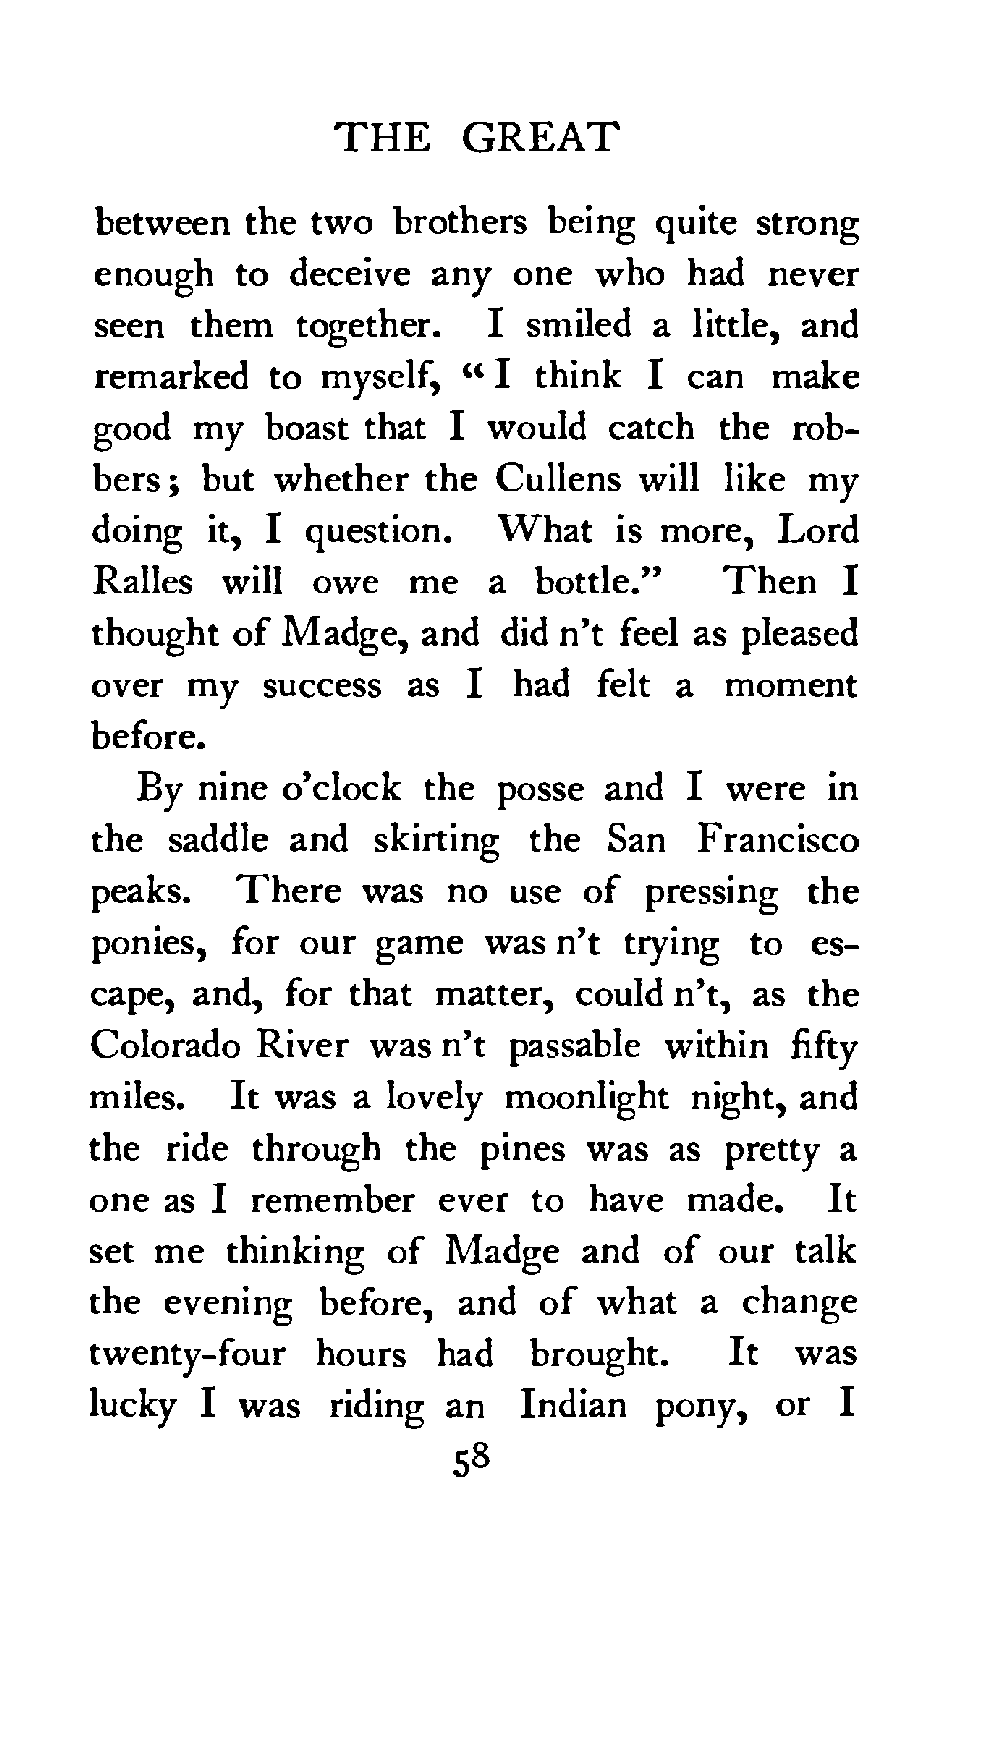 THE GREAT
between the two brothers being quite strong
enough to deceive any one who had never
seen them together. I smiled a little, and
remarked to myself, “I think I can make
good my boast that I would catch the rob-
bers; but whether the Cullens will like my
doing it, I question. What is more, Lord
Ralles will owe me a bottle.” Then I
thought of Madge, and did n’t feel as pleased
over my success as I had felt a moment
before.
By nine o’clock the posse and I were in
the saddle and skirting the San Francisco
peaks. There was no use of pressing the
ponies, for our game was n’t trying to es-
cape, and, for that matter, could n’t, as the
Colorado River was n’t passable within fifty
miles. It was a lovely moonlight night, and
the ride through the pines was as pretty a
one as I remember ever to have made. It
set me thinking of Madge and of our talk
the evening before, and of what a change
twenty-four hours had brought. It was
lucky I was riding an Indian pony, or I
58